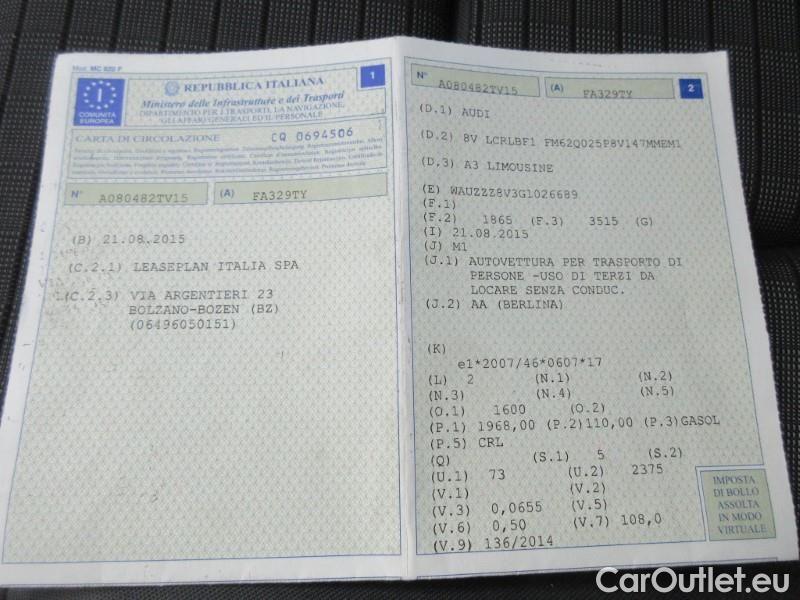 Mod. MC 820 F
1
REPUBBLICA ITALIANA
Ministero delle Infrastrutture e dei Trasporti
DIPARTIMENTO PER I TRASPORTI, LA NAVIGAZIONE,
GLI AFFARI GENERALI ED IL PERSONALE
I
COMUNITÀ
EUROPEA
CARTA DI CIRCOLAZIONE
CQ 0694506
N° A080482TV15 (A) FA329TY
(B) 21.08.2015
(C.2.1) LEASEPLAN ITALIA SPA
(C.2.3) VIA ARGENTIERI 23
BOLZANO-BOZEN (BZ)
(06496050151)
N° A080482TV15 (A) FA329TY 2
(D.1) AUDI
(D.2) 8V LCRLBF1 FM62Q025P8V147MMEM1
(D.3) A3 LIMOUSINE
(E) WAUZZZ8V3G1026689
(F.1)
(F.2) 1865 (F.3) 3515 (G)
(I) 21.08.2015
(J) M1
(J.1) AUTOVETTURA PER TRASPORTO DI
PERSONE -USO DI TERZI DA
LOCARE SENZA CONDUC.
(J.2) AA (BERLINA)
(K)
e1*2007/46*0607*17
(L) 2 (N.1) (N.2)
(N.3) (N.4) (N.5)
(O.1) 1600 (O.2)
(P.1) 1968,00 (P.2)110,00 (P.3)GASOL
(P.5) CRL
(Q) (S.1) 5 (S.2)
(U.1) 73 (U.2) 2375
(V.1) (V.2)
(V.3) 0,0655 (V.5)
(V.6) 0,50 (V.7) 108,0
(V.9) 136/2014
IMPOSTA
DI BOLLO
ASSOLTA
IN MODO
VIRTUALE
CarOutlet.eu